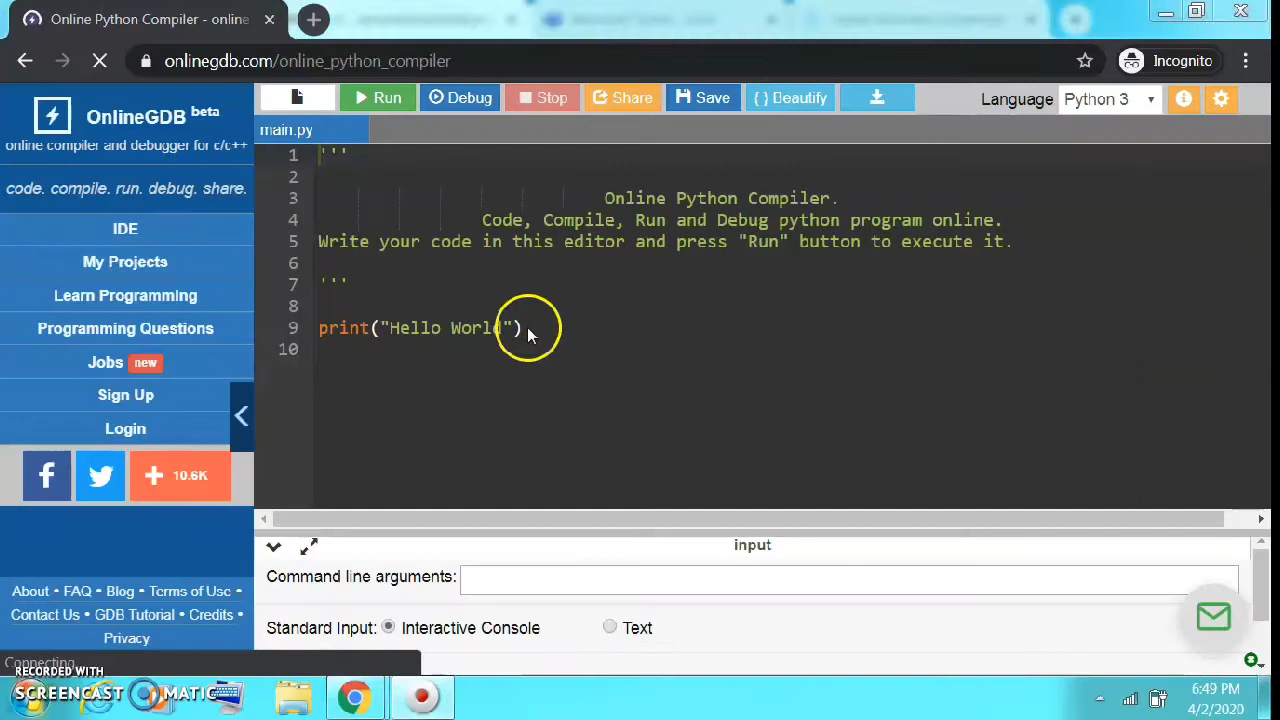 Online Python Compiler - online
onlinegdb.com/online_python_compiler
Incognito
OnlineGDB beta
online compiler and debugger for c/c++
code. compile. run. debug. share.
IDE
My Projects
Learn Programming
Programming Questions
Jobs new
Sign Up
Login
10.6K
About • FAQ • Blog • Terms of Use •
Contact Us • GDB Tutorial • Credits •
Privacy
Run
Debug
Stop
Share
Save
{ } Beautify
Language Python 3
main.py
1 '''
2
3 Online Python Compiler.
4 Code, Compile, Run and Debug python program online.
5 Write your code in this editor and press "Run" button to execute it.
6
7 '''
8
9 print("Hello World")
10
input
Command line arguments:
Standard Input: Interactive Console Text
Connecting
RECORDED WITH
SCREENCAST MATIC
6:49 PM
4/2/2020